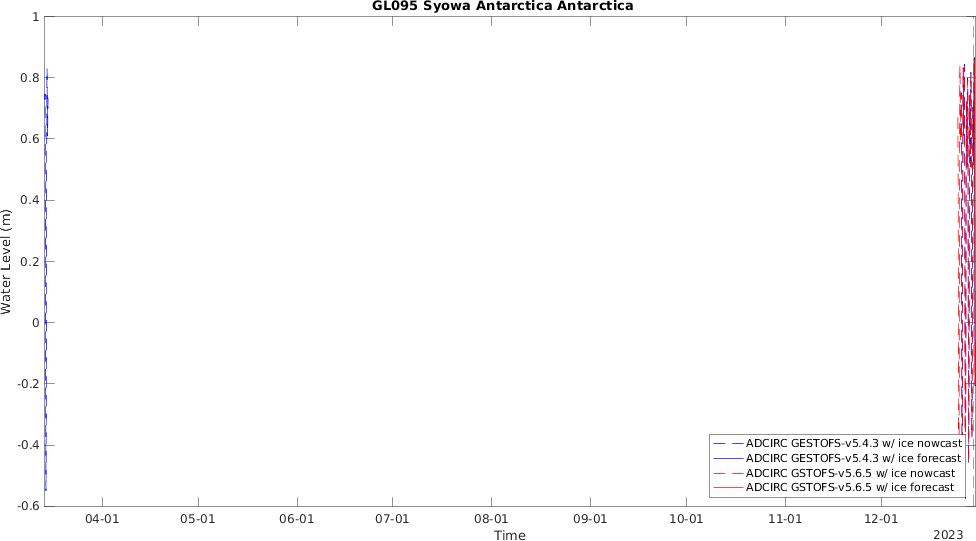 GL095 Syowa Antarctica Antarctica
1
0.8
0.6
0.4
0.2
0
-0.2
-0.4
-0.6
Water Level (m)
ADCIRC GESTOFS-v5.4.3 w/ ice nowcast
ADCIRC GESTOFS-v5.4.3 w/ ice forecast
ADCIRC GSTOFS-v5.6.5 w/ ice nowcast
ADCIRC GSTOFS-v5.6.5 w/ ice forecast
04-01 05-01 06-01 07-01 08-01 09-01 10-01 11-01 12-01
Time
2023